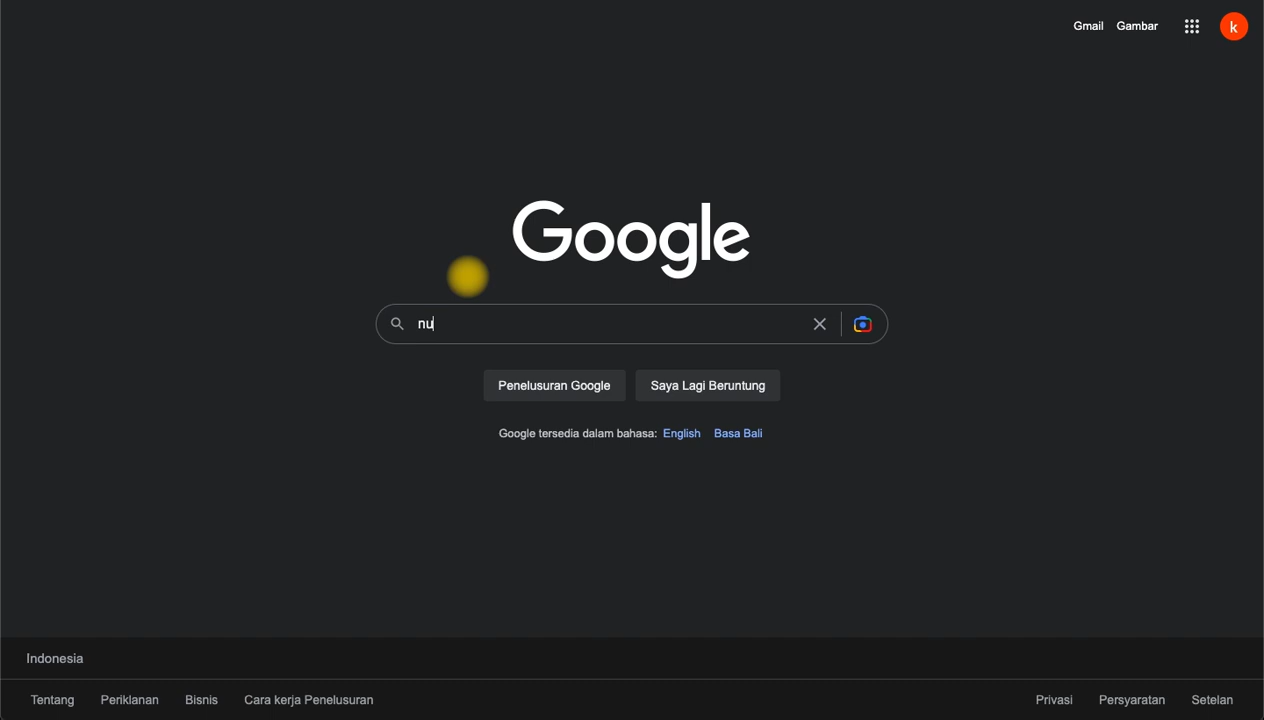 Gmail Gambar k
Google
nu
Penelusuran Google Saya Lagi Beruntung
Google tersedia dalam bahasa: English Basa Bali
Indonesia
Tentang Periklanan Bisnis Cara kerja Penelusuran Privasi Persyaratan Setelan